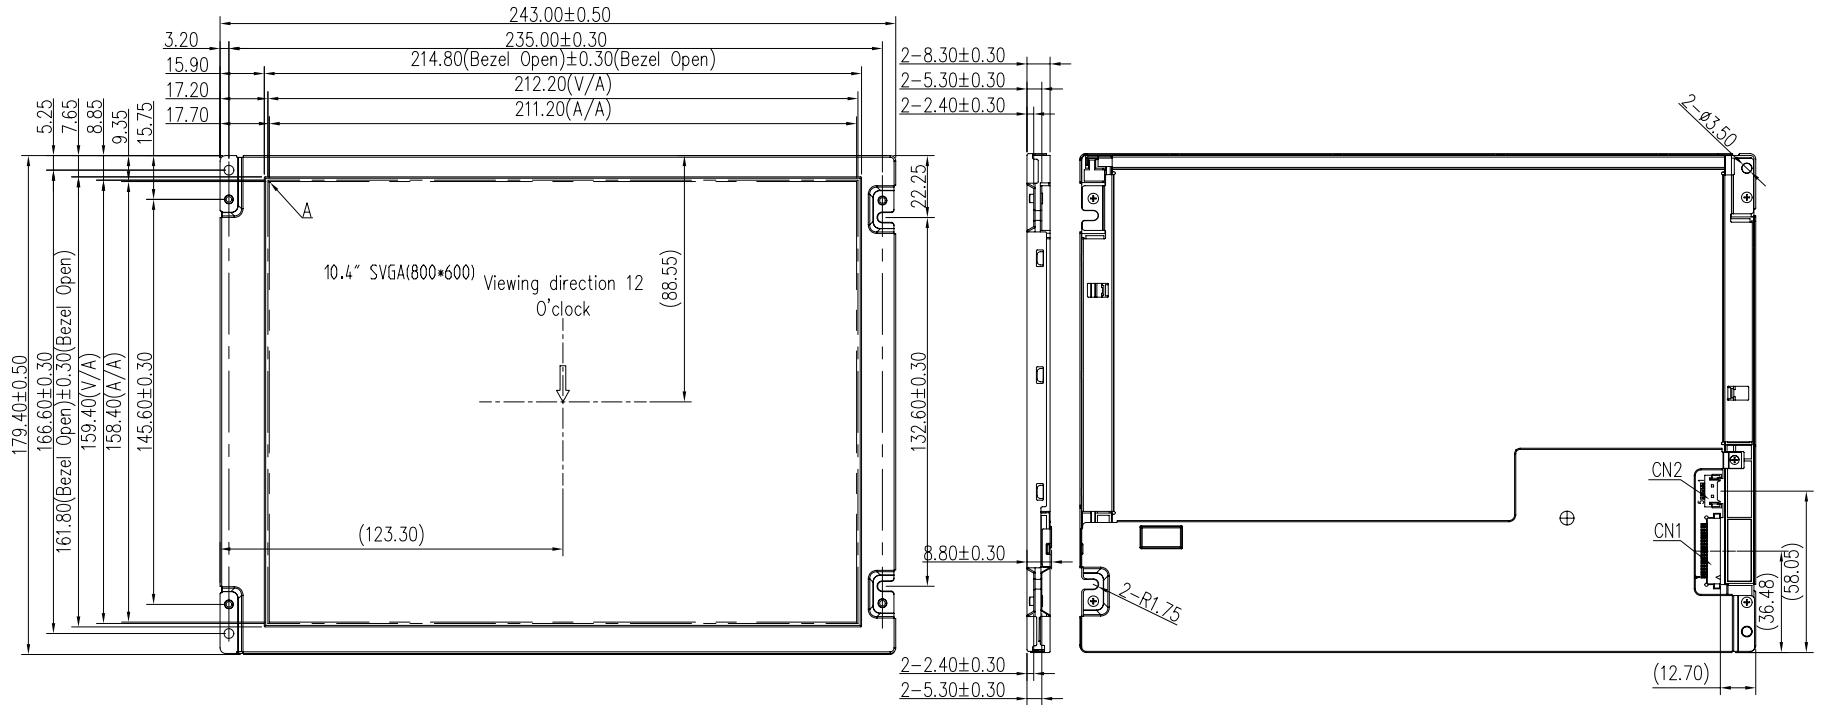 243.00±0.50
3.20
235.00±0.30
15.90
214.80(Bezel Open)±0.30(Bezel Open)
17.20
212.20(V/A)
17.70
211.20(A/A)
5.25
7.65
8.85
9.35
15.75
2-8.30±0.30
2-5.30±0.30
2-2.40±0.30
2-ø3.50
22.25
A
10.4" SVGA(800*600)
Viewing direction 12
O'clock
(88.55)
179.40±0.50
166.60±0.30
161.80(Bezel Open)±0.30(Bezel Open)
159.40(V/A)
158.40(A/A)
145.60±0.30
132.60±0.30
(123.30)
8.80±0.30
CN2
CN1
2-R1.75
(36.48)
(58.05)
(12.70)
2-2.40±0.30
2-5.30±0.30